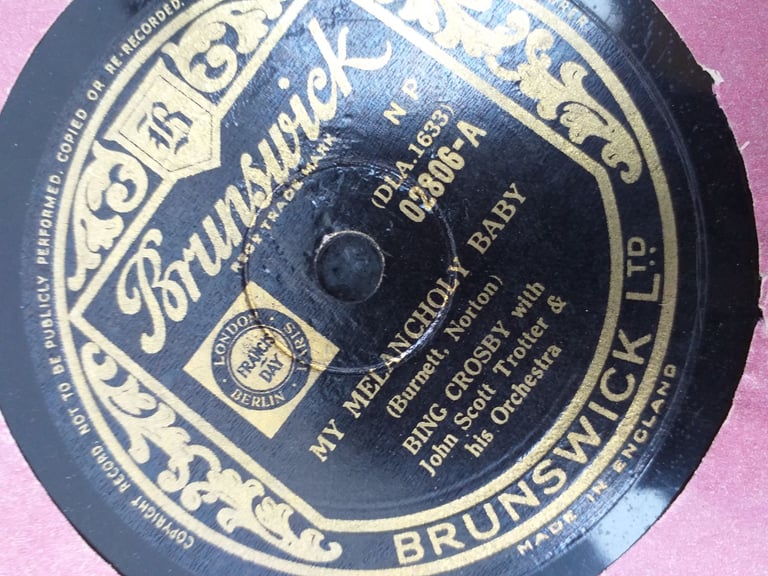 COPYRIGHT RECORD, NOT TO BE PUBLICLY PERFORMED, COPIED OR RE-RECORDED.
B
Brunswick
REGD TRADE MARK
N P
(DLA.1633)
02806-A
LONDON
PARIS
BERLIN
FRANCIS
DAY
MY MELANCHOLY BABY
(Burnett, Norton)
BING CROSBY with
John Scott Trotter &
his Orchestra
BRUNSWICK LTD.
MADE IN ENGLAND